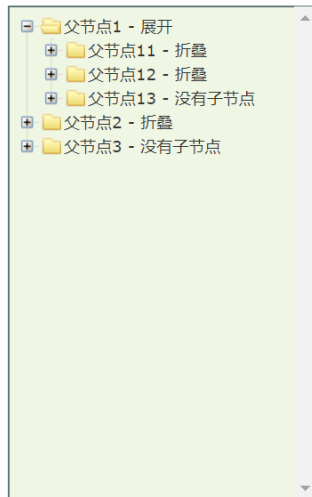 父节点1 - 展开
父节点11 - 折叠
父节点12 - 折叠
父节点13 - 没有子节点
父节点2 - 折叠
父节点3 - 没有子节点